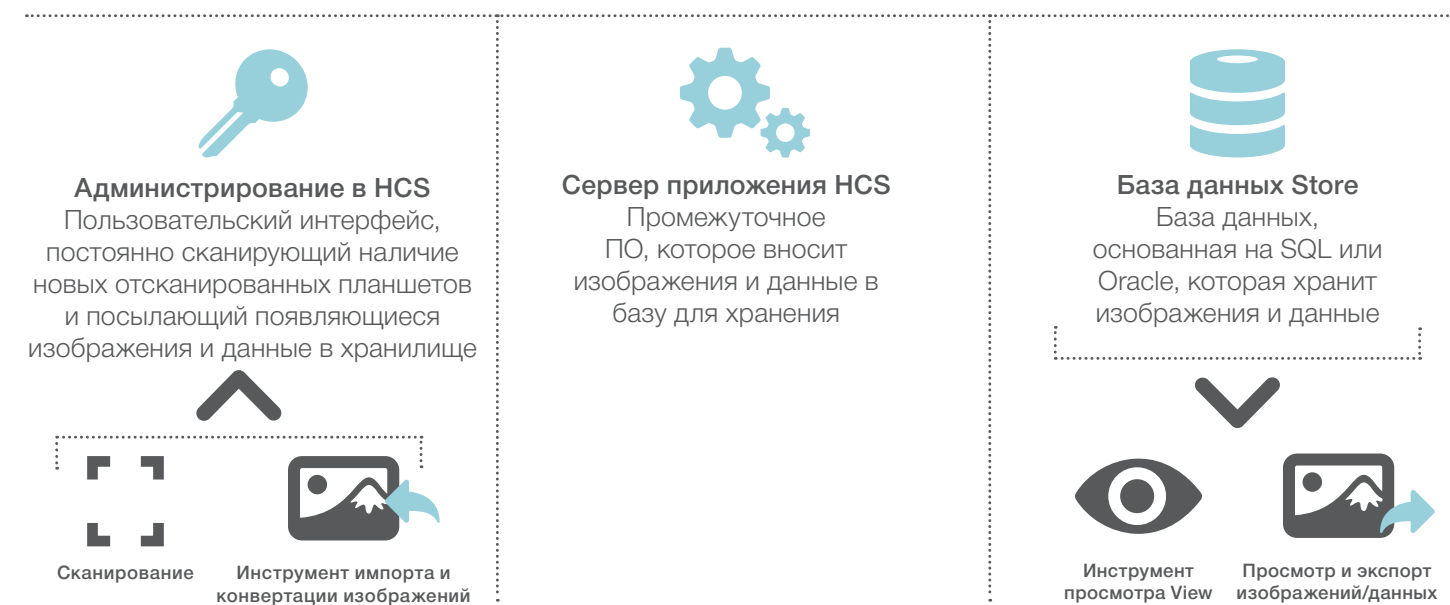 Администрирование в HCS
Пользовательский интерфейс,
постоянно сканирующий наличие
новых отсканированных планшетов
и посылающий появляющиеся
изображения и данные в хранилище
Сканирование
Инструмент импорта и
конвертации изображений
Сервер приложения HCS
Промежуточное
ПО, которое вносит
изображения и данные в
базу для хранения
База данных Store
База данных,
основанная на SQL или
Oracle, которая хранит
изображения и данные
Инструмент
просмотра View
Просмотр и экспорт
изображений/данных